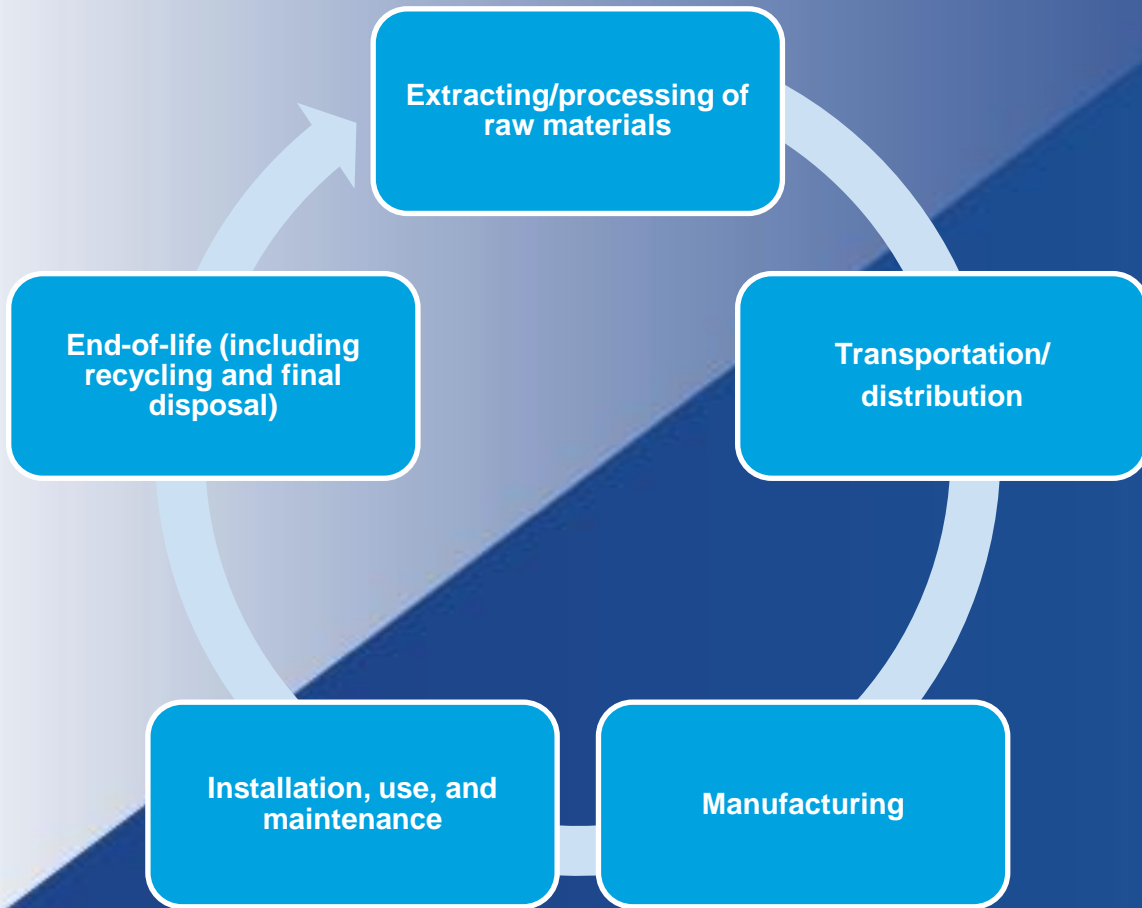 Extracting/processing of
raw materials
Transportation/
distribution
Manufacturing
Installation, use, and
maintenance
End-of-life (including
recycling and final
disposal)